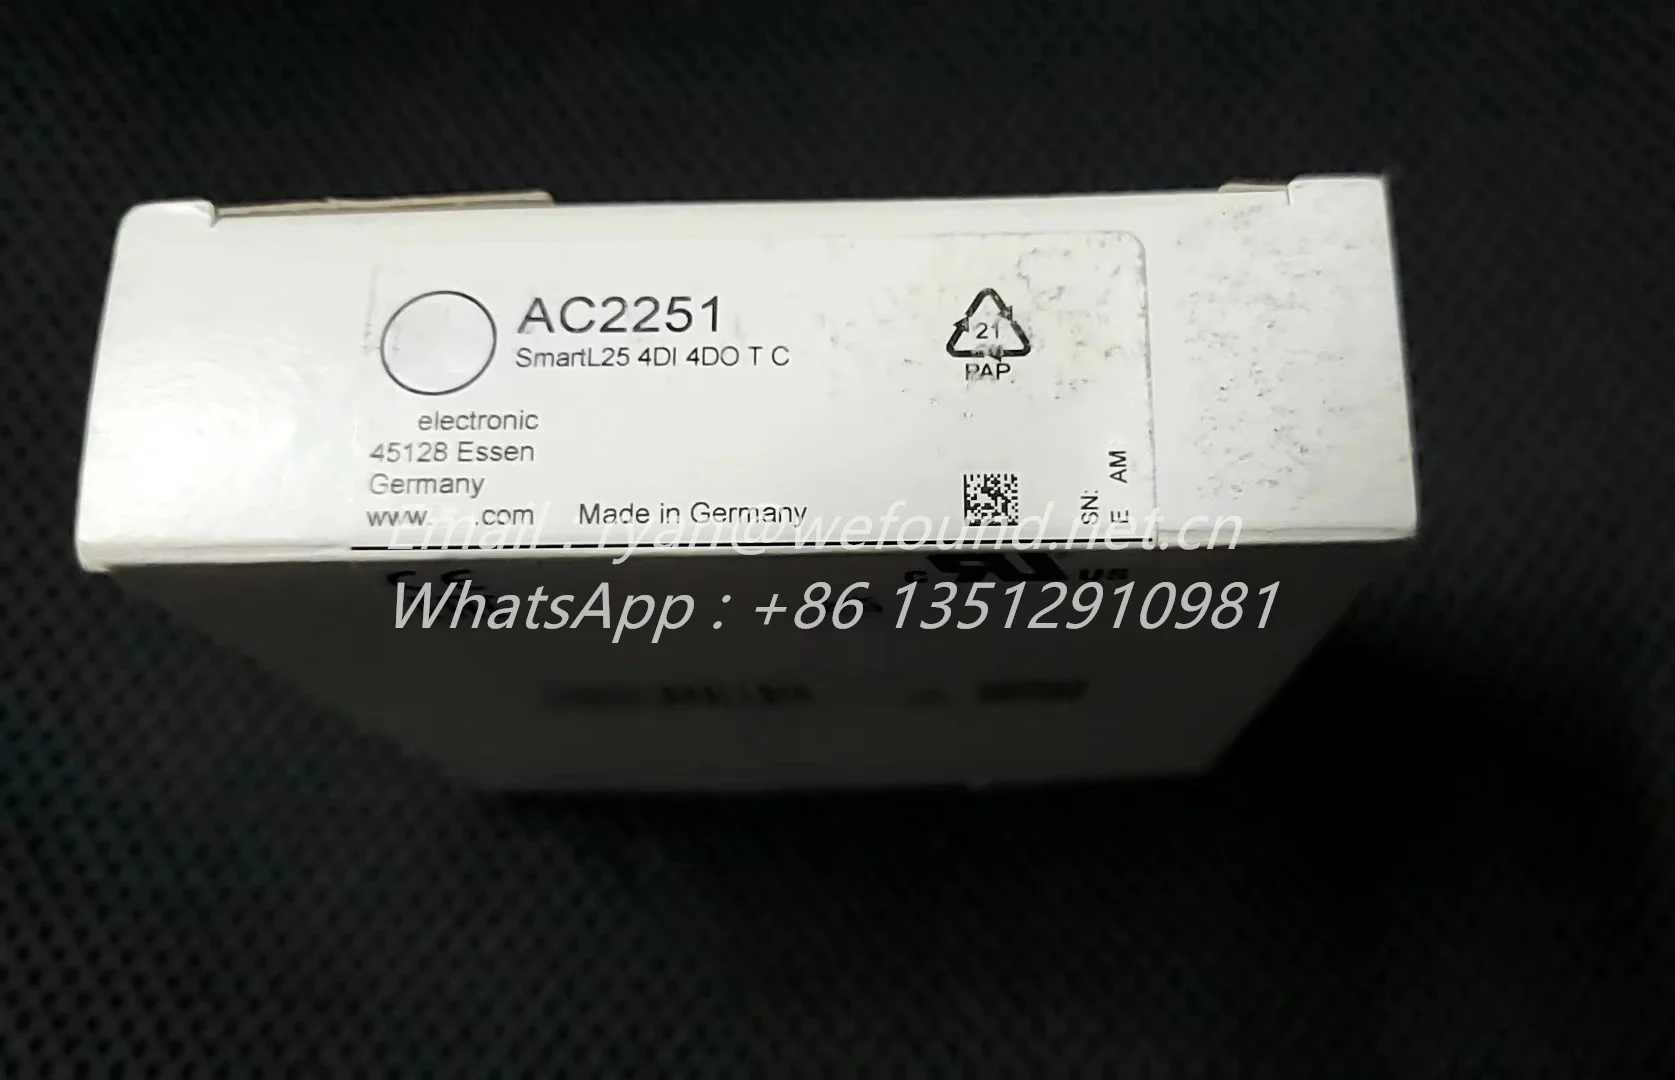 AC2251
SmartL25 4DI 4DO T C
21
PAP
electronic
45128 Essen
Germany
www. .com Made in Germany
SN:
E AM:
Email : ryan@wefound.net.cn
c US
WhatsApp : +86 13512910981